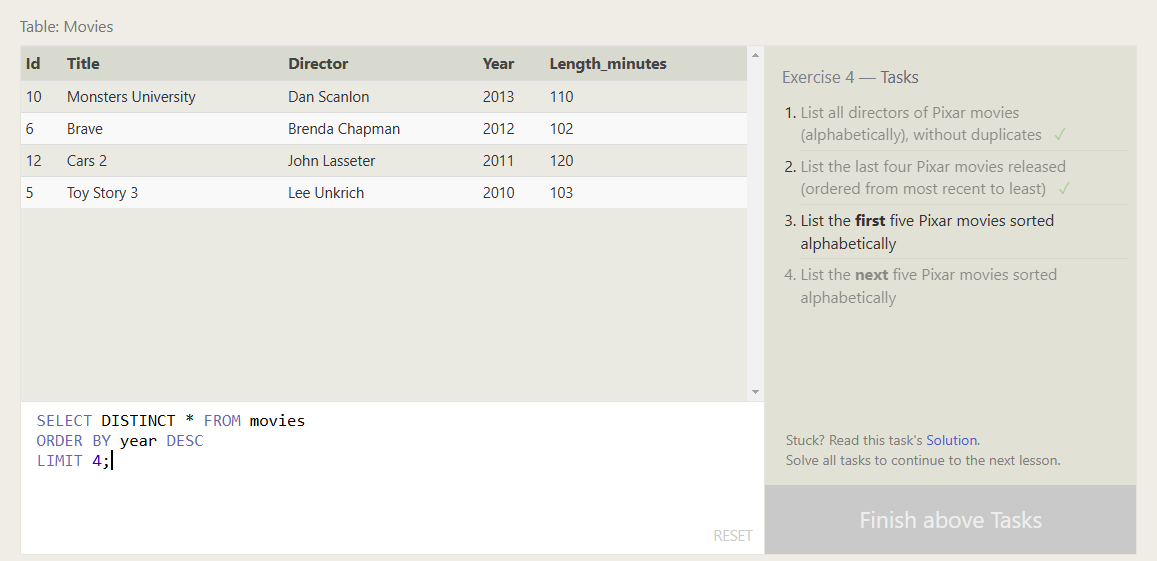 Table: Movies
Id Title Director Year Length_minutes
10 Monsters University Dan Scanlon 2013 110
6 Brave Brenda Chapman 2012 102
12 Cars 2 John Lasseter 2011 120
5 Toy Story 3 Lee Unkrich 2010 103
SELECT DISTINCT * FROM movies
ORDER BY year DESC
LIMIT 4;
RESET
Exercise 4 — Tasks
1. List all directors of Pixar movies
(alphabetically), without duplicates ✓
2. List the last four Pixar movies released
(ordered from most recent to least) ✓
3. List the first five Pixar movies sorted
alphabetically
4. List the next five Pixar movies sorted
alphabetically
Stuck? Read this task's Solution.
Solve all tasks to continue to the next lesson.
Finish above Tasks